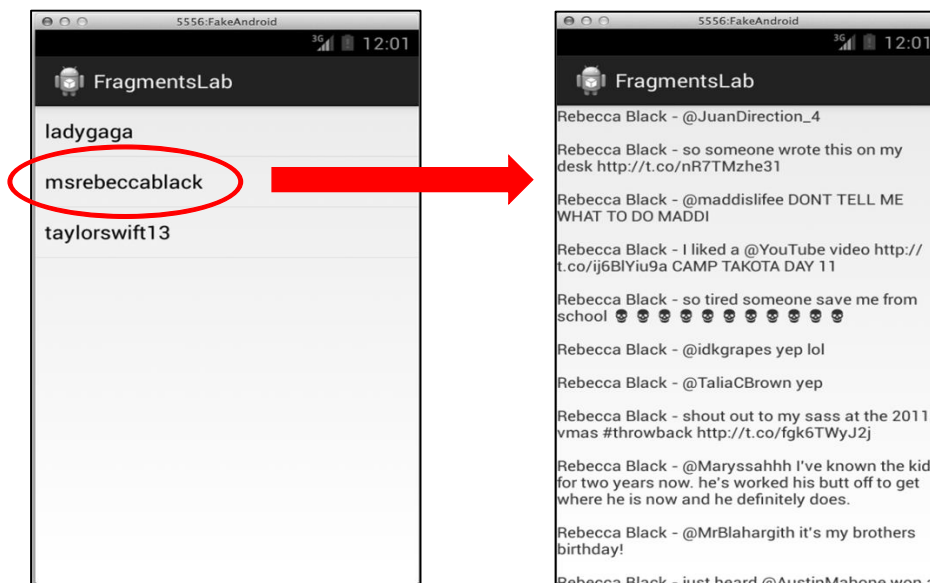 5556:FakeAndroid
3G 12:01
FragmentsLab
ladygaga
msrebeccablack
taylorswift13
5556:FakeAndroid
3G 12:01
FragmentsLab
Rebecca Black - @JuanDirection_4
Rebecca Black - so someone wrote this on my
desk http://t.co/nR7TMzhe31
Rebecca Black - @maddislifee DONT TELL ME
WHAT TO DO MADDI
Rebecca Black - I liked a @YouTube video http://
t.co/ij6BlYiu9a CAMP TAKOTA DAY 11
Rebecca Black - so tired someone save me from
school 💀 💀 💀 💀 💀 💀 💀 💀 💀 💀 💀
Rebecca Black - @idkgrapes yep lol
Rebecca Black - @TaliaCBrown yep
Rebecca Black - shout out to my sass at the 2011
vmas #throwback http://t.co/fgk6TWyJ2j
Rebecca Black - @Maryssahhh I've known the kid
for two years now. he's worked his butt off to get
where he is now and he definitely does.
Rebecca Black - @MrBlahargith it's my brothers
birthday!
Rebecca Black - just heard @AustinMahone won a